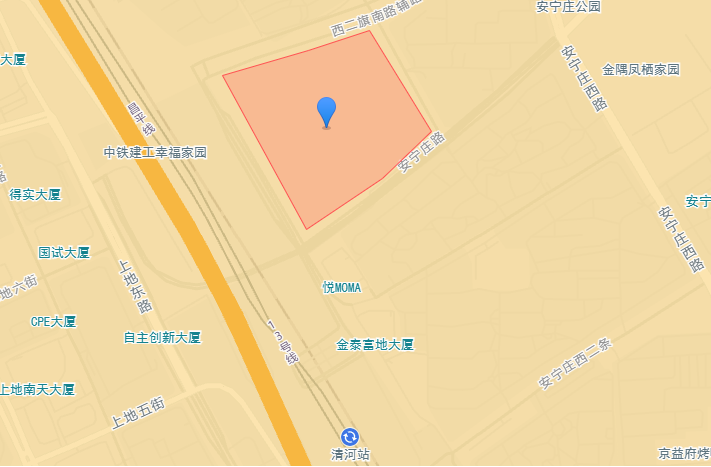 安宁庄公园
西二旗南路辅路
大厦
安宁庄西路
金隅凤栖家园
昌平线
中铁建工幸福家园
安宁庄路
路
得实大厦
安宁
安宁庄西路
国试大厦
上地东路
地六街
悦MOMA
CPE大厦
自主创新大厦
13号线
金泰富地大厦
安宁庄西二条
上地南天大厦
上地五街
清河站
京益府烤